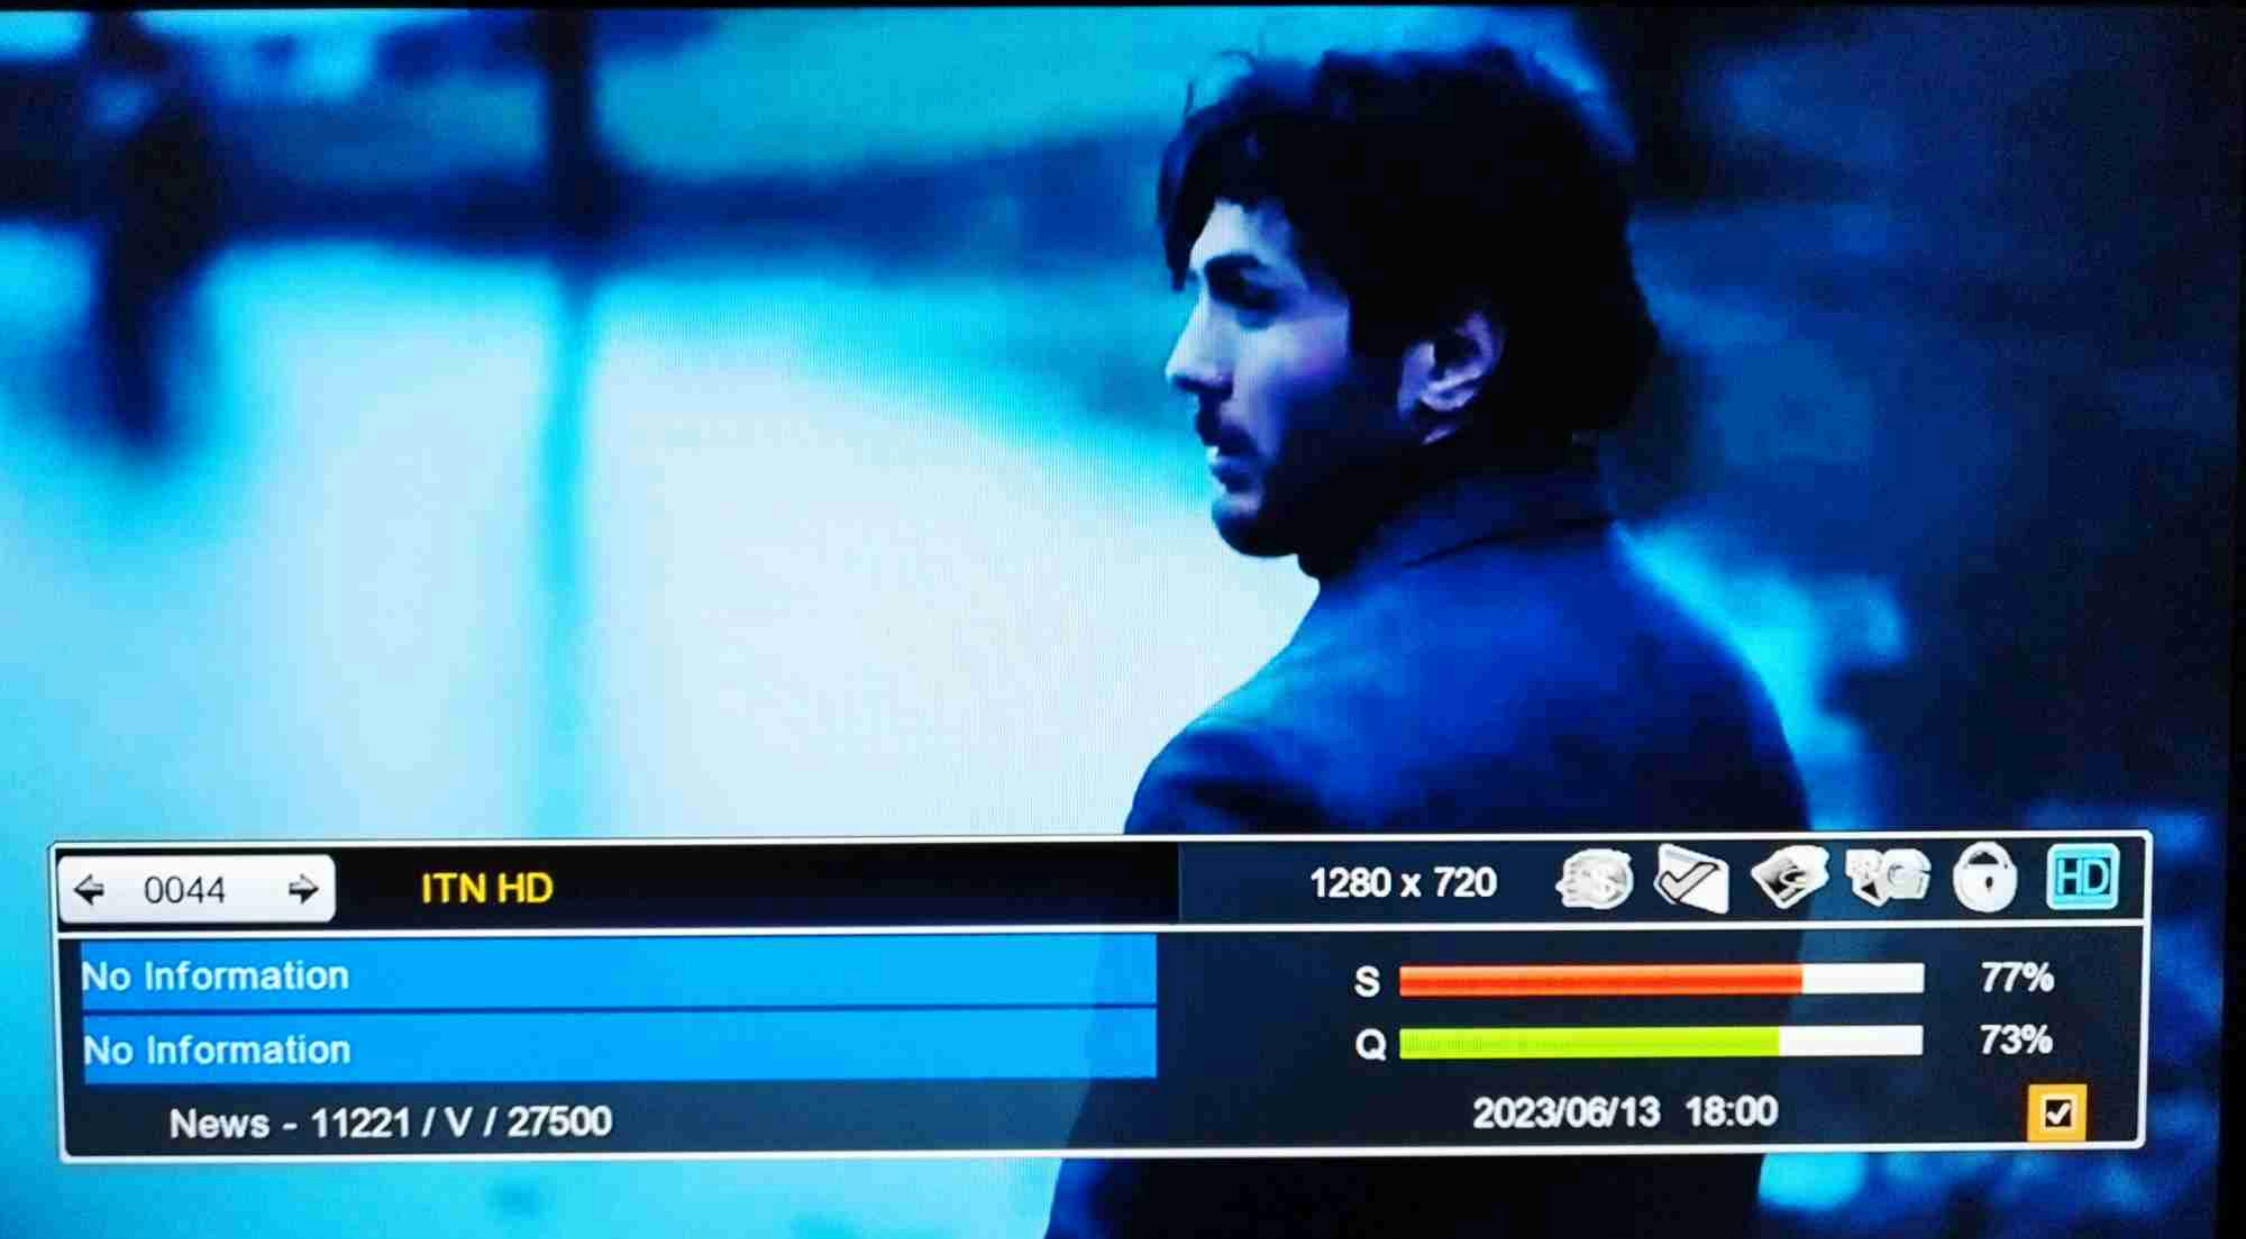 0044 ITN HD 1280 x 720 HD
No Information S 77%
No Information Q 73%
News - 11221 / V / 27500 2023/06/13 18:00